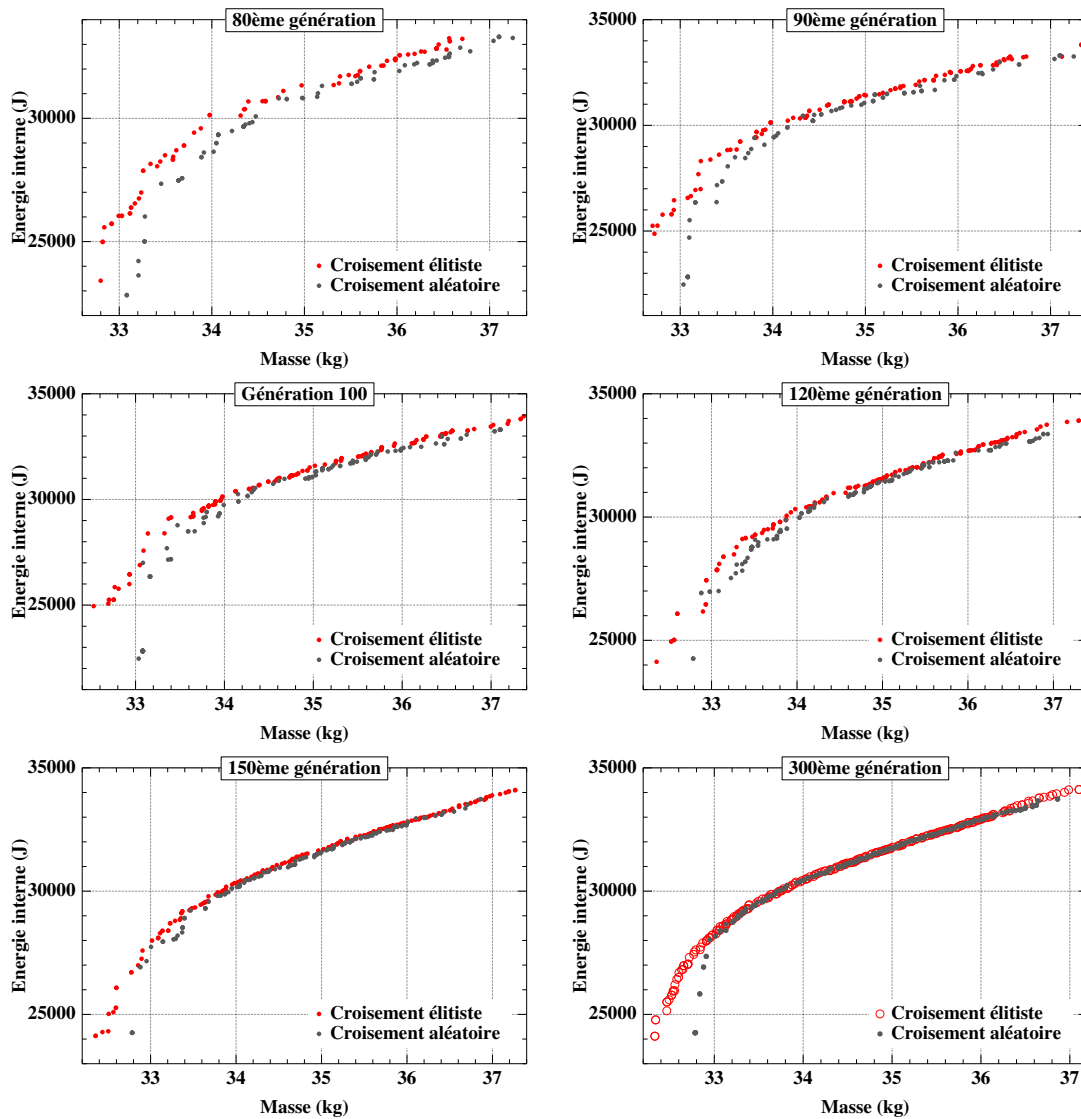 80ème génération
35000
30000
25000
Energie interne (J)
Croisement élitiste
Croisement aléatoire
33
34
35
36
37
Masse (kg)
90ème génération
35000
30000
25000
Energie interne (J)
Croisement élitiste
Croisement aléatoire
33
34
35
36
37
Masse (kg)
Génération 100
35000
30000
25000
Energie interne (J)
Croisement élitiste
Croisement aléatoire
33
34
35
36
37
Masse (kg)
120ème génération
35000
30000
25000
Energie interne (J)
Croisement élitiste
Croisement aléatoire
33
34
35
36
37
Masse (kg)
150ème génération
35000
30000
25000
Energie interne (J)
Croisement élitiste
Croisement aléatoire
33
34
35
36
37
Masse (kg)
300ème génération
35000
30000
25000
Energie interne (J)
Croisement élitiste
Croisement aléatoire
33
34
35
36
37
Masse (kg)